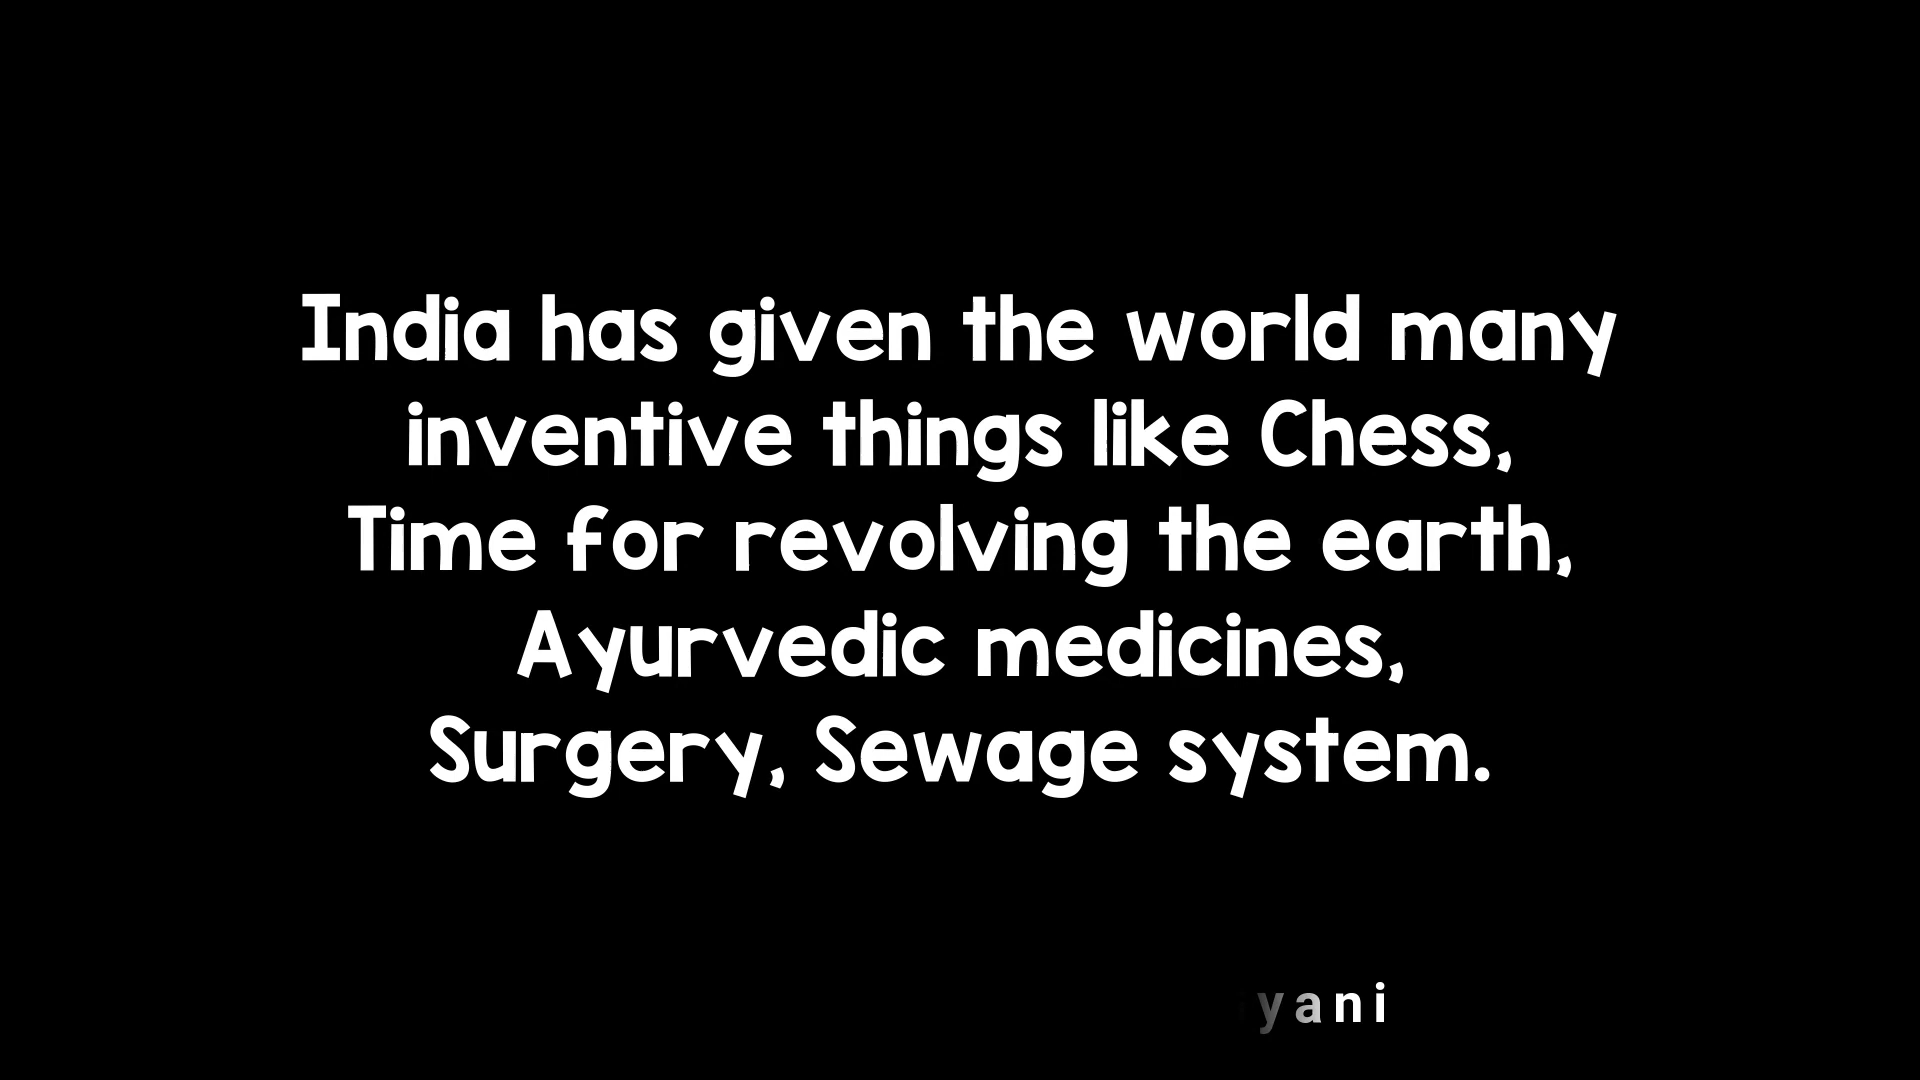 India has given the world many
inventive things like Chess,
Time for revolving the earth,
Ayurvedic medicines,
Surgery, Sewage system.
yani